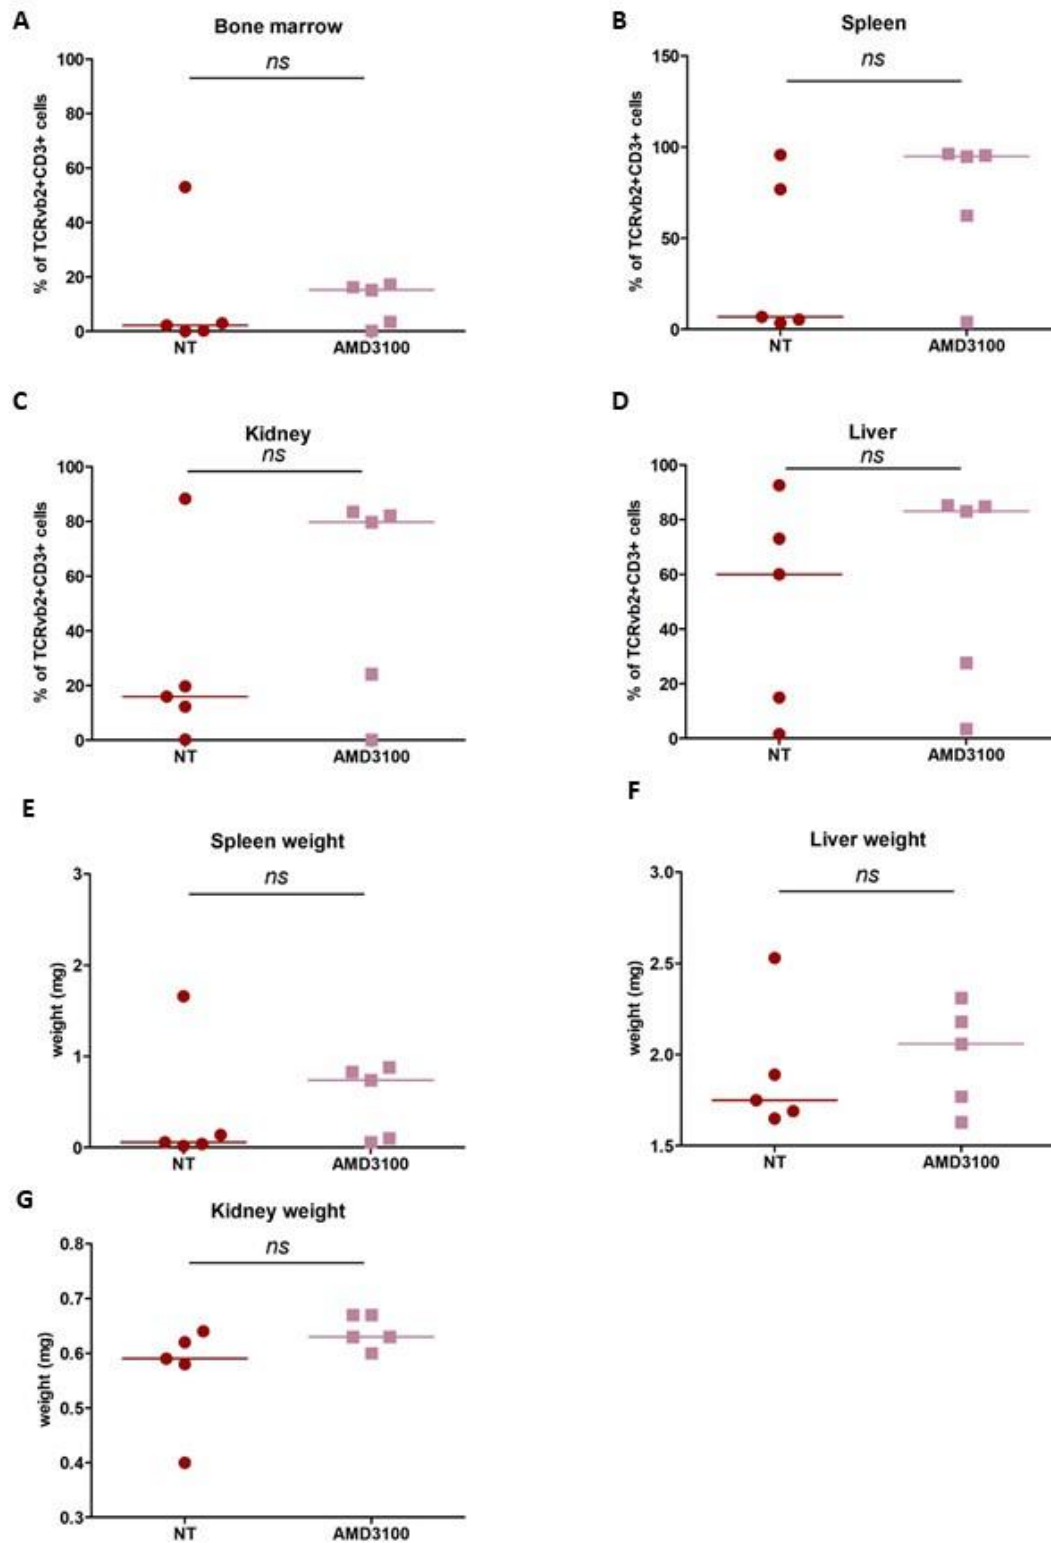 A
Bone marrow
ns
% of TCRvb2+CD3+ cells
100
80
60
40
20
0
NT
AMD3100
B
Spleen
ns
% of TCRvb2+CD3+ cells
150
100
50
0
NT
AMD3100
C
Kidney
ns
% of TCRvb2+CD3+ cells
100
80
60
40
20
0
NT
AMD3100
D
Liver
ns
% of TCRvb2+CD3+ cells
100
80
60
40
20
0
NT
AMD3100
E
Spleen weight
ns
weight (mg)
3
2
1
0
NT
AMD3100
F
Liver weight
ns
weight (mg)
3.0
2.5
2.0
1.5
NT
AMD3100
G
Kidney weight
ns
weight (mg)
0.8
0.7
0.6
0.5
0.4
0.3
NT
AMD3100